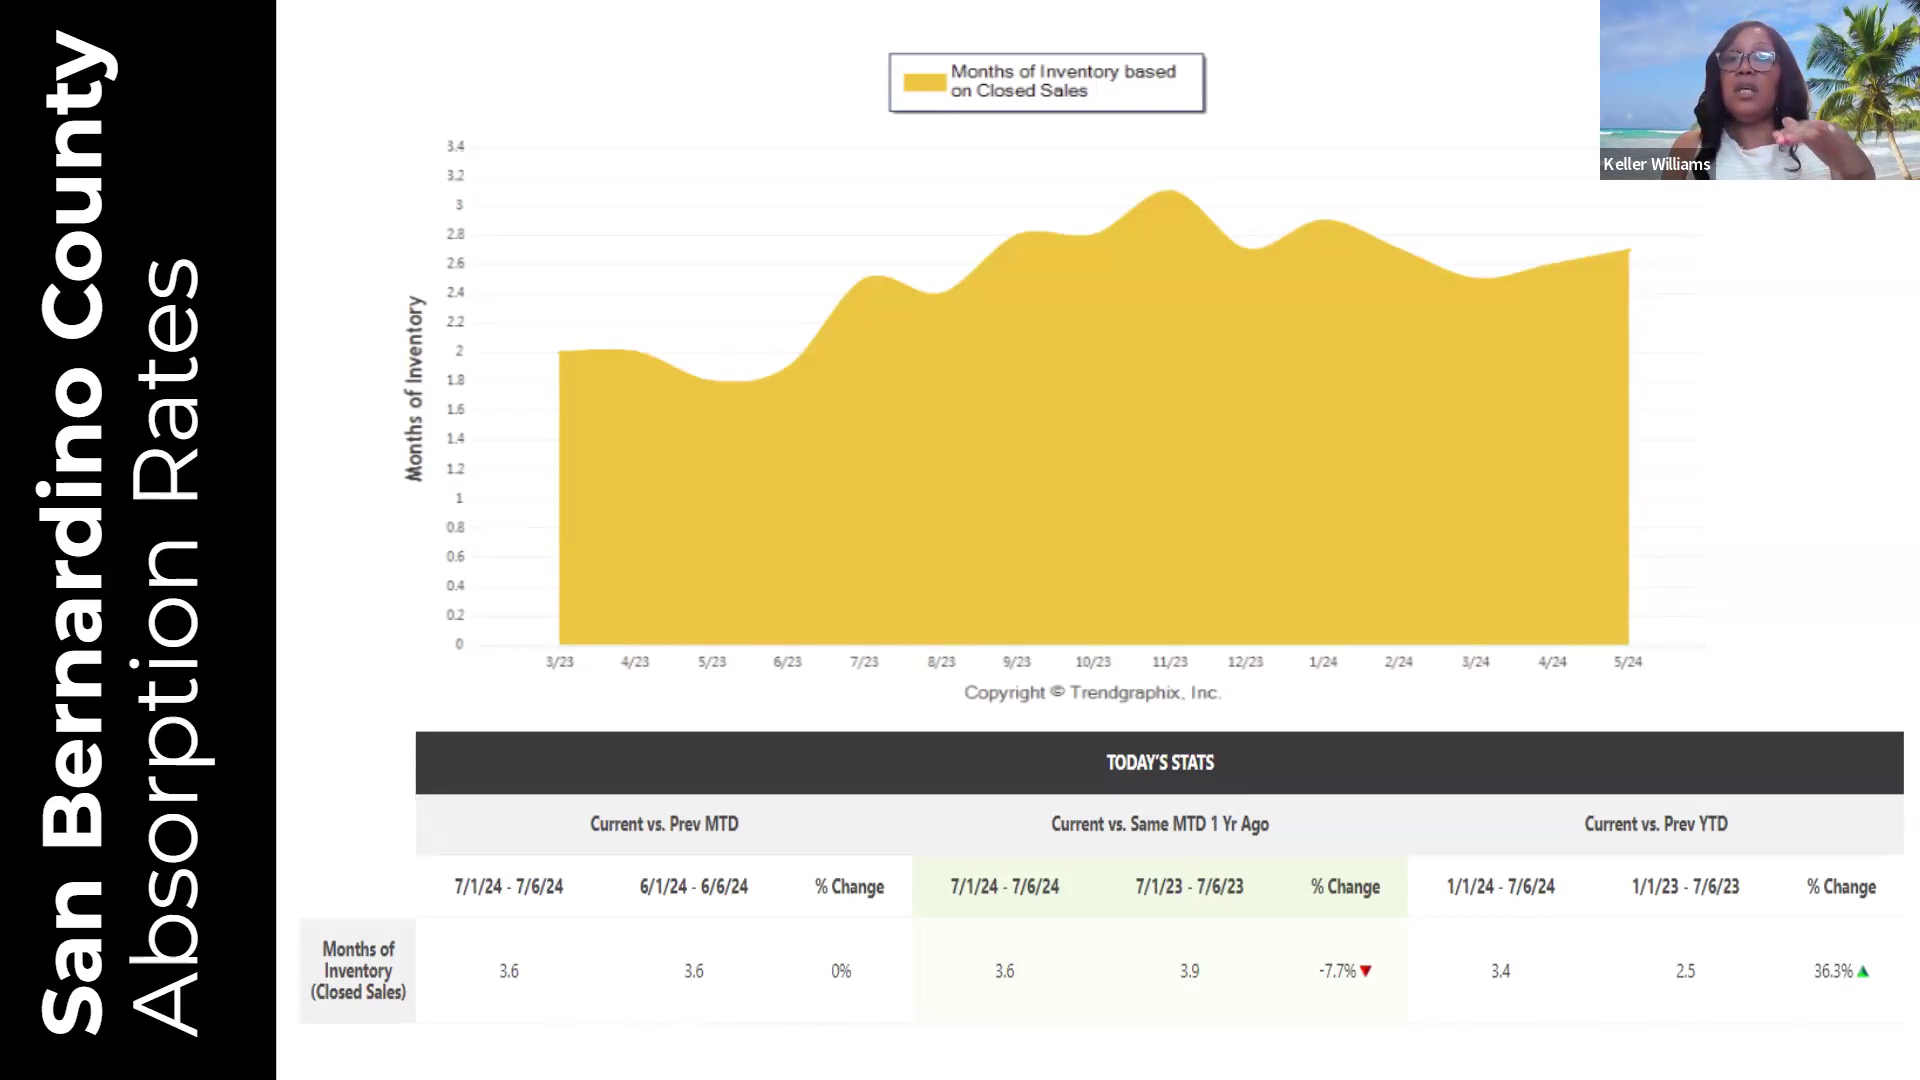 San Bernardino County
Absorption Rates
Months of Inventory based
on Closed Sales
Keller Williams
Months of Inventory
3.4
3.2
3
2.8
2.6
2.4
2.2
2
1.8
1.6
1.4
1.2
1
0.8
0.6
0.4
0.2
0
3/23 4/23 5/23 6/23 7/23 8/23 9/23 10/23 11/23 12/23 1/24 2/24 3/24 4/24 5/24
Copyright © Trendgraphix, Inc.
TODAY'S STATS
Current vs. Prev MTD Current vs. Same MTD 1 Yr Ago Current vs. Prev YTD
7/1/24 - 7/6/24 6/1/24 - 6/6/24 % Change 7/1/24 - 7/6/24 7/1/23 - 7/6/23 % Change 1/1/24 - 7/6/24 1/1/23 - 7/6/23 % Change
Months of
Inventory
(Closed Sales)
3.6 3.6 0% 3.6 3.9 -7.7% 3.4 2.5 36.3%